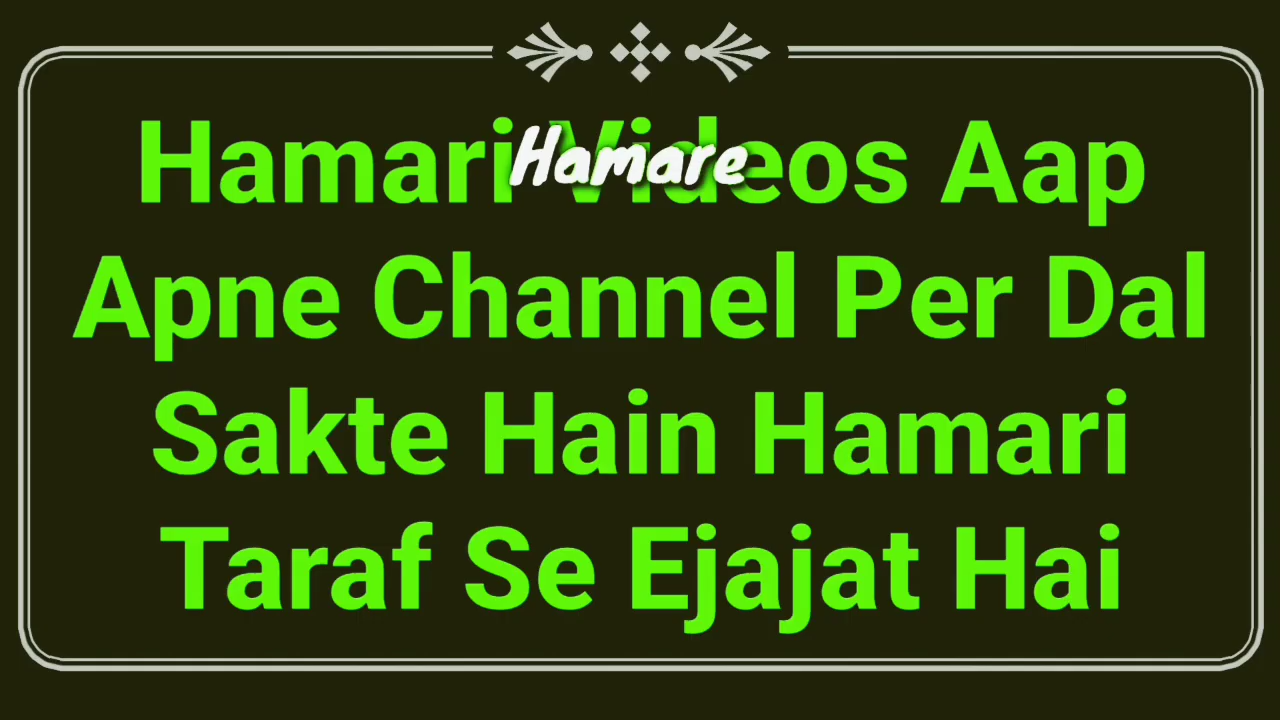 Hamari Videos Aap
Hamare
Apne Channel Per Dal
Sakte Hain Hamari
Taraf Se Ejajat Hai